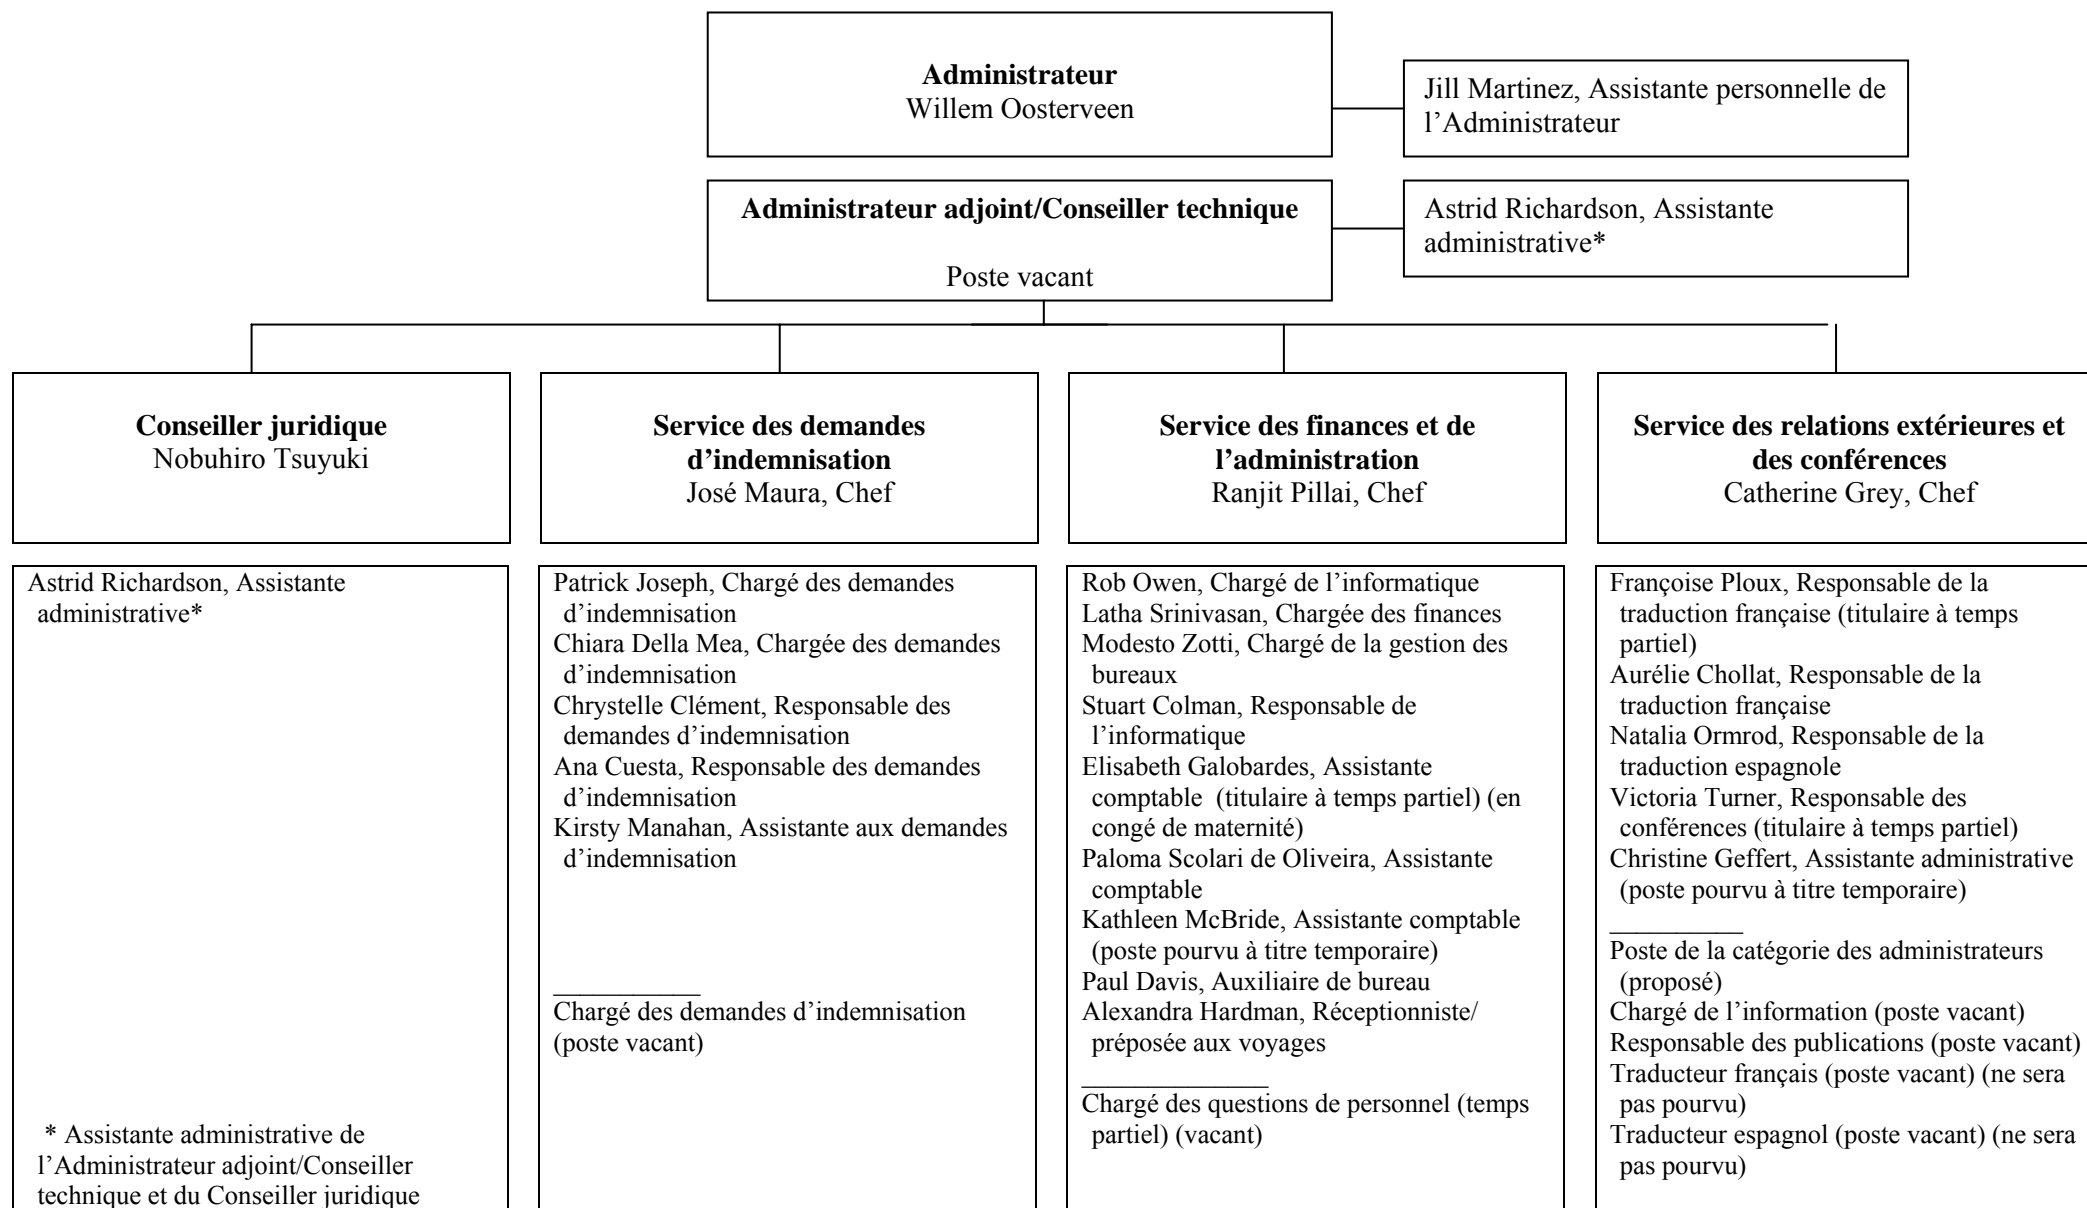 Administrateur
Willem Oosterveen
Jill Martinez, Assistante personnelle de
l’Administrateur
Administrateur adjoint/Conseiller technique
Poste vacant
Astrid Richardson, Assistante
administrative*
Conseiller juridique
Nobuhiro Tsuyuki
Service des demandes
d’indemnisation
José Maura, Chef
Service des finances et de
l’administration
Ranjit Pillai, Chef
Service des relations extérieures et
des conférences
Catherine Grey, Chef
Astrid Richardson, Assistante
administrative*
* Assistante administrative de
l’Administrateur adjoint/Conseiller
technique et du Conseiller juridique
Patrick Joseph, Chargé des demandes
d’indemnisation
Chiara Della Mea, Chargée des demandes
d’indemnisation
Chrystelle Clément, Responsable des
demandes d’indemnisation
Ana Cuesta, Responsable des demandes
d’indemnisation
Kirsty Manahan, Assistante aux demandes
d’indemnisation
___________
Chargé des demandes d’indemnisation
(poste vacant)
Rob Owen, Chargé de l’informatique
Latha Srinivasan, Chargée des finances
Modesto Zotti, Chargé de la gestion des
bureaux
Stuart Colman, Responsable de
l’informatique
Elisabeth Galobardes, Assistante
comptable (titulaire à temps partiel) (en
congé de maternité)
Paloma Scolari de Oliveira, Assistante
comptable
Kathleen McBride, Assistante comptable
(poste pourvu à titre temporaire)
Paul Davis, Auxiliaire de bureau
Alexandra Hardman, Réceptionniste/
préposée aux voyages
______________
Chargé des questions de personnel (temps
partiel) (vacant)
Françoise Ploux, Responsable de la
traduction française (titulaire à temps
partiel)
Aurélie Chollat, Responsable de la
traduction française
Natalia Ormrod, Responsable de la
traduction espagnole
Victoria Turner, Responsable des
conférences (titulaire à temps partiel)
Christine Geffert, Assistante administrative
(poste pourvu à titre temporaire)
__________
Poste de la catégorie des administrateurs
(proposé)
Chargé de l’information (poste vacant)
Responsable des publications (poste vacant)
Traducteur français (poste vacant) (ne sera
pas pourvu)
Traducteur espagnol (poste vacant) (ne sera
pas pourvu)